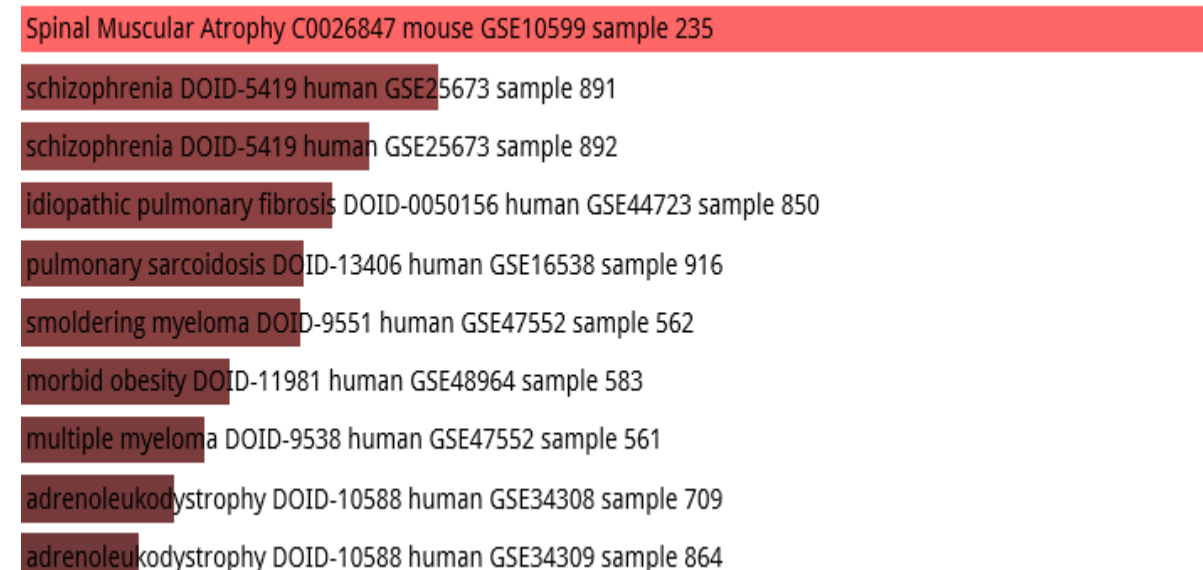 Spinal Muscular Atrophy C0026847 mouse GSE10599 sample 235
schizophrenia DOID-5419 human GSE25673 sample 891
schizophrenia DOID-5419 human GSE25673 sample 892
idiopathic pulmonary fibrosis DOID-0050156 human GSE44723 sample 850
pulmonary sarcoidosis DOID-13406 human GSE16538 sample 916
smoldering myeloma DOID-9551 human GSE47552 sample 562
morbid obesity DOID-11981 human GSE48964 sample 583
multiple myeloma DOID-9538 human GSE47552 sample 561
adrenoleukodystrophy DOID-10588 human GSE34308 sample 709
adrenoleukodystrophy DOID-10588 human GSE34309 sample 864